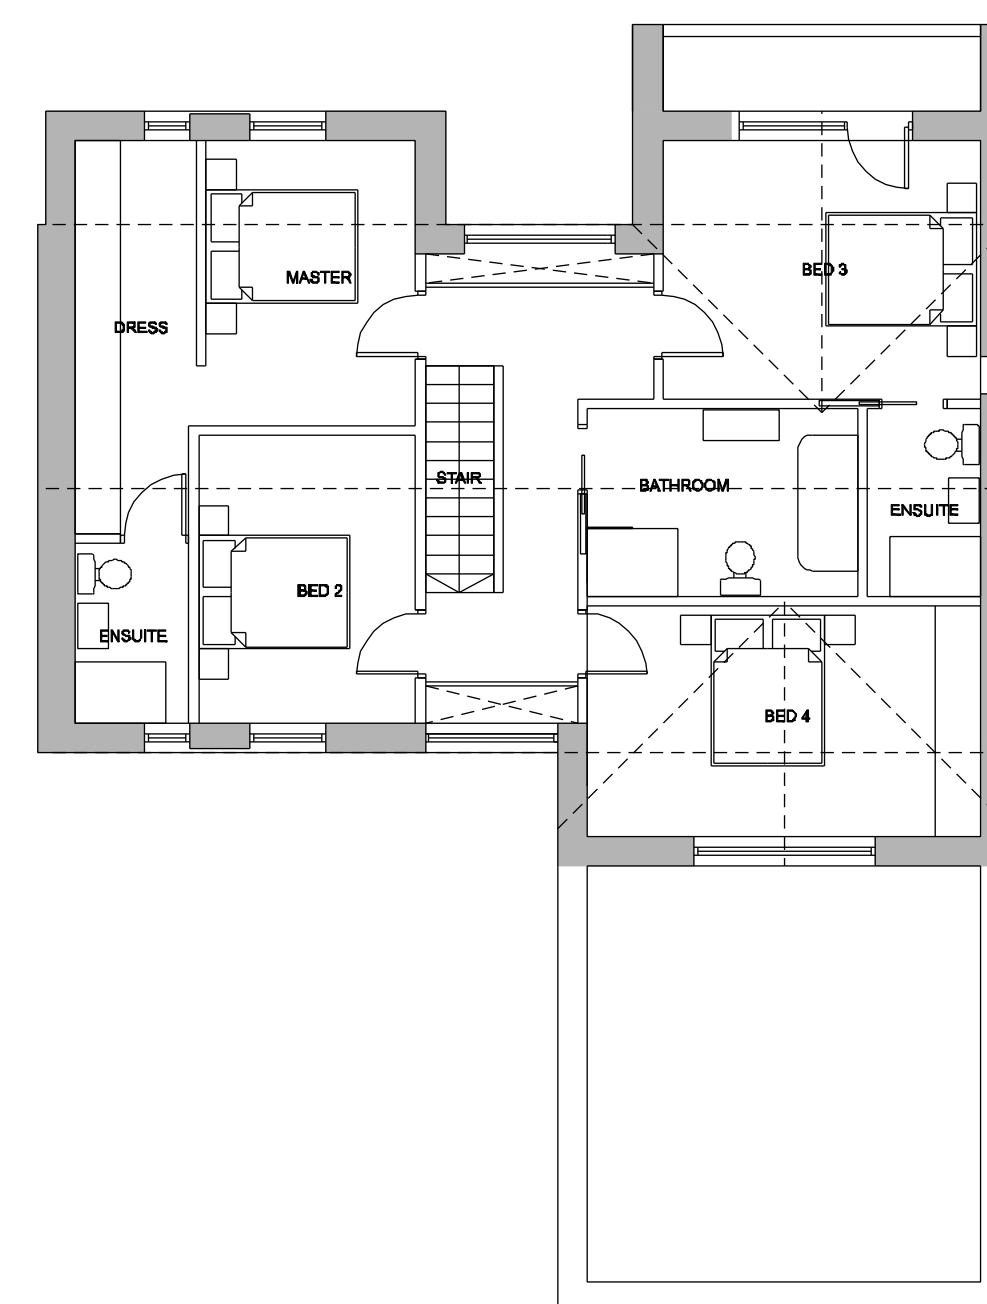 BED 3
MASTER
DRESS
STAIR
BATHROOM
ENSUITE
BED 2
ENSUITE
BED 4